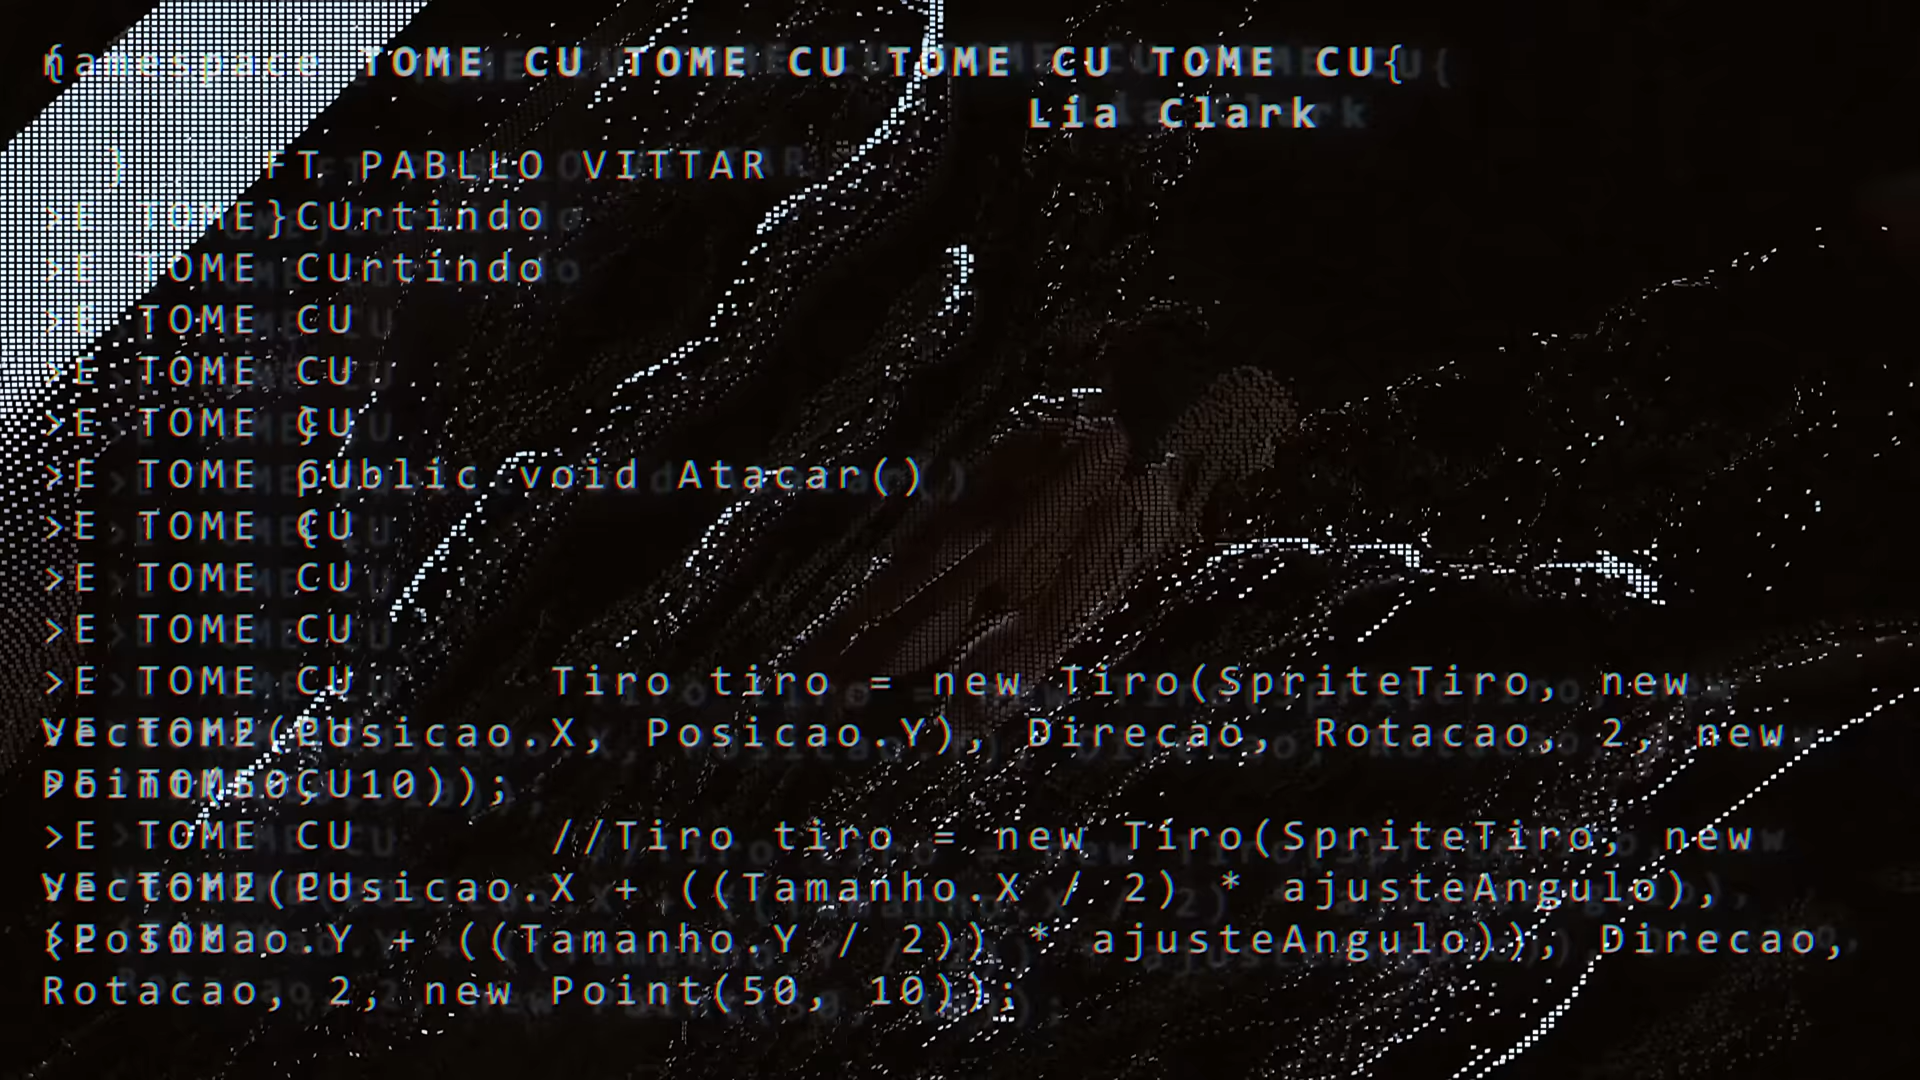 namespace TOME CU TOME CU TOME CU TOME CU{
Lia Clark
} FT PABLLO VITTAR
>E TOME}CUrtindo
>E TOME CUrtindo
>E TOME CU
>E TOME CU
>E TOME CU
>E TOME public void Atacar()
>E TOME CU
>E TOME CU
>E TOME CU
>E TOME CU Tiro tiro = new Tiro(SpriteTiro, new
Vector2(Posicao.X, Posicao.Y), Direcao, Rotacao, 2, new
Point(50, 10));
>E TOME CU //Tiro tiro = new Tiro(SpriteTiro, new
Vector2(Posicao.X + ((Tamanho.X / 2) * ajusteAngulo),
(Posicao.Y + ((Tamanho.Y / 2)) * ajusteAngulo)), Direcao,
Rotacao, 2, new Point(50, 10));